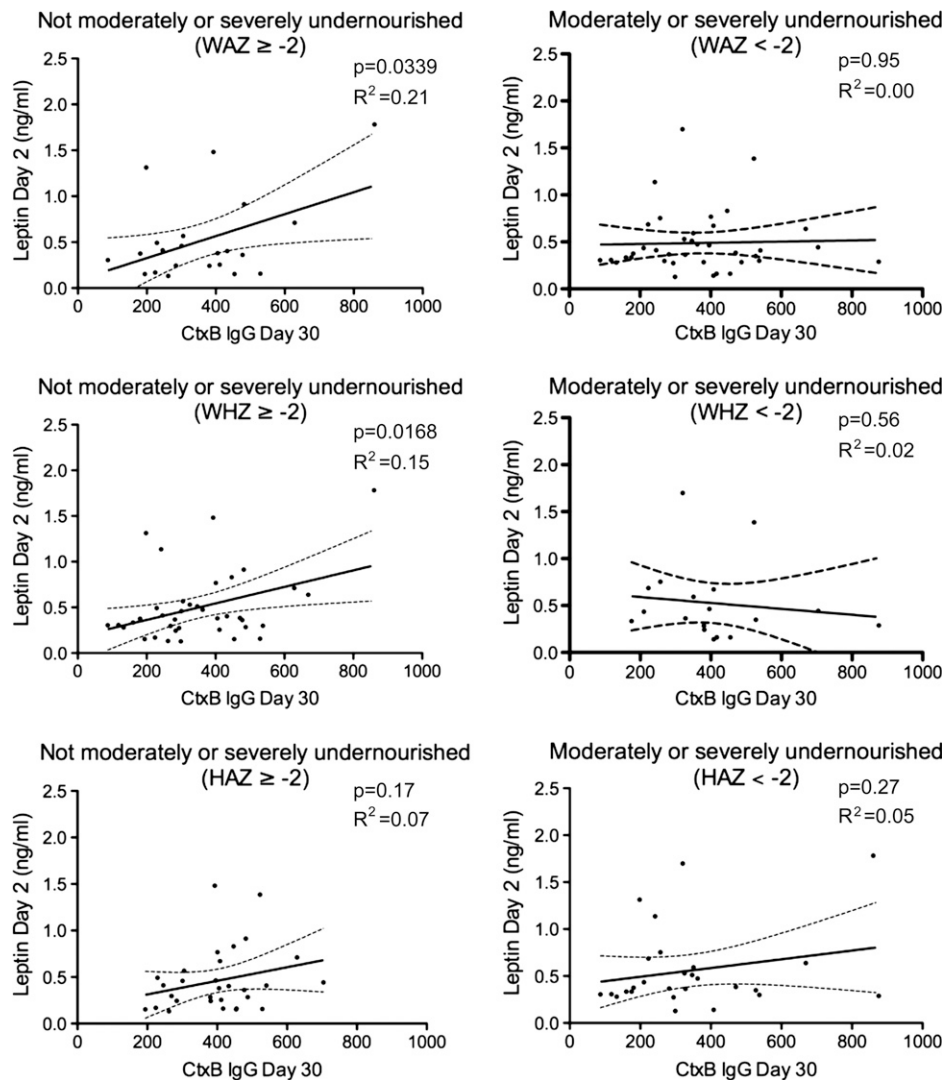 Not moderately or severely undernourished
(WAZ ≥ -2)
p=0.0339
R²=0.21
Leptin Day 2 (ng/ml)
2.5
2.0
1.5
1.0
0.5
0.0
0 200 400 600 800 1000
CtxB IgG Day 30
Moderately or severely undernourished
(WAZ < -2)
p=0.95
R²=0.00
Leptin Day 2 (ng/ml)
2.5
2.0
1.5
1.0
0.5
0.0
0 200 400 600 800 1000
CtxB IgG Day 30
Not moderately or severely undernourished
(WHZ ≥ -2)
p=0.0168
R²=0.15
Leptin Day 2 (ng/ml)
2.5
2.0
1.5
1.0
0.5
0.0
0 200 400 600 800 1000
CtxB IgG Day 30
Moderately or severely undernourished
(WHZ < -2)
p=0.56
R²=0.02
Leptin Day 2 (ng/ml)
2.5
2.0
1.5
1.0
0.5
0.0
0 200 400 600 800 1000
CtxB IgG Day 30
Not moderately or severely undernourished
(HAZ ≥ -2)
p=0.17
R²=0.07
Leptin Day 2 (ng/ml)
2.5
2.0
1.5
1.0
0.5
0.0
0 200 400 600 800 1000
CtxB IgG Day 30
Moderately or severely undernourished
(HAZ < -2)
p=0.27
R²=0.05
Leptin Day 2 (ng/ml)
2.5
2.0
1.5
1.0
0.5
0.0
0 200 400 600 800 1000
CtxB IgG Day 30